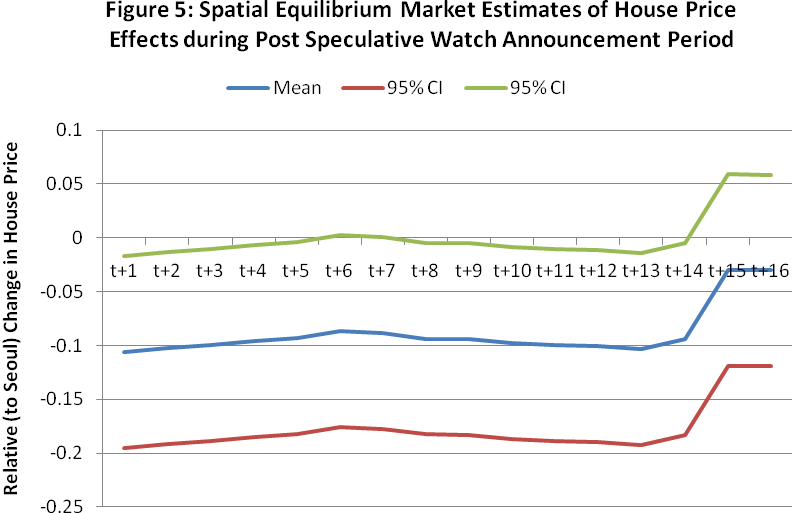 Figure 5: Spatial Equilibrium Market Estimates of House Price
Effects during Post Speculative Watch Announcement Period
Mean 95% CI 95% CI
Relative (to Seoul) Change in House Price
0.1
0.05
0
t+1 t+2 t+3 t+4 t+5 t+6 t+7 t+8 t+9 t+10 t+11 t+12 t+13 t+14 t+15 t+16
-0.05
-0.1
-0.15
-0.2
-0.25